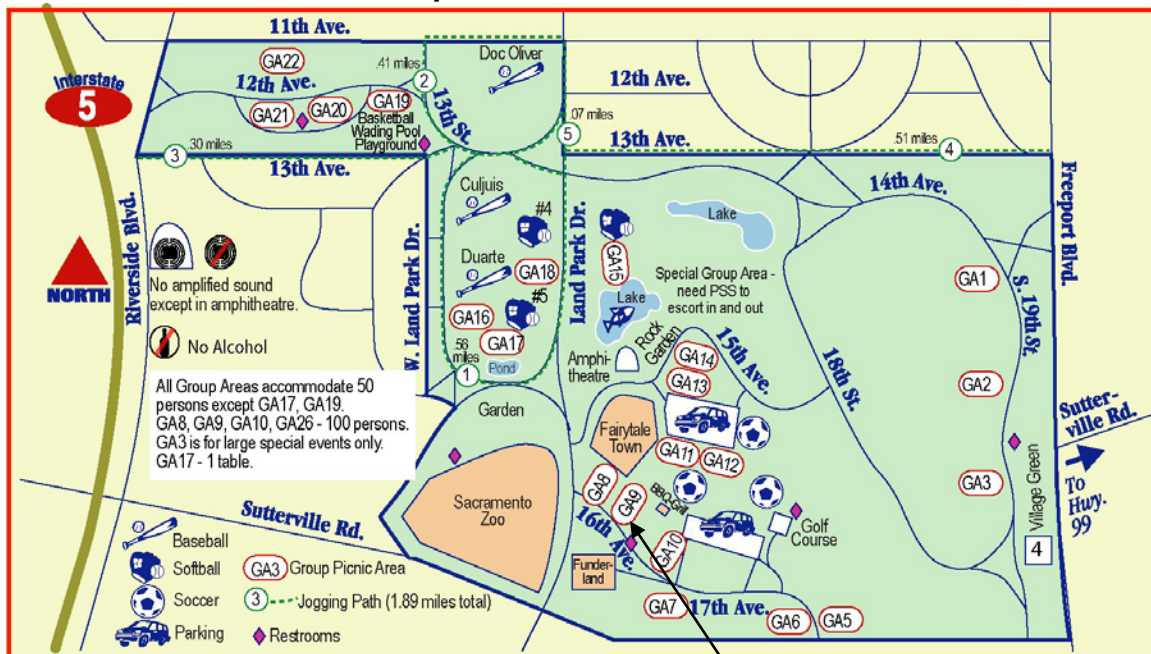 11th Ave.
Interstate
5
GA22
12th Ave.
.41 miles
2
13th St.
Doc Oliver
12th Ave.
GA21
GA20
GA19
Basketball
Wading Pool
Playground
.07 miles
5
3
.30 miles
13th Ave.
13th Ave.
.51 miles
4
14th Ave.
Riverside Blvd.
W. Land Park Dr.
Land Park Dr.
Freeport Blvd.
Culjuis
#4
Duarte
GA18
#5
GA16
GA17
.56
miles
Pond
1
Garden
GA15
Lake
Lake
Special Group Area -
need PSS to
escort in and out
Rock
Garden
Amphi-
theatre
GA14
GA13
15th Ave.
18th St.
S. 19th St.
GA1
GA2
GA3
Sutter-
ville Rd.
To
Hwy.
99
Village Green
4
NORTH
No amplified sound
except in amphitheatre.
No Alcohol
All Group Areas accommodate 50
persons except GA17, GA19.
GA8, GA9, GA10, GA26 - 100 persons.
GA3 is for large special events only.
GA17 - 1 table.
Fairytale
Town
GA11
GA12
GA8
GA9
BBQ Grill
GA10
Golf
Course
16th Ave.
Funder-
land
Sacramento
Zoo
Sutterville Rd.
GA7
17th Ave.
GA6
GA5
Baseball
Softball
Soccer
Parking
GA3 Group Picnic Area
3 Jogging Path (1.89 miles total)
Restrooms